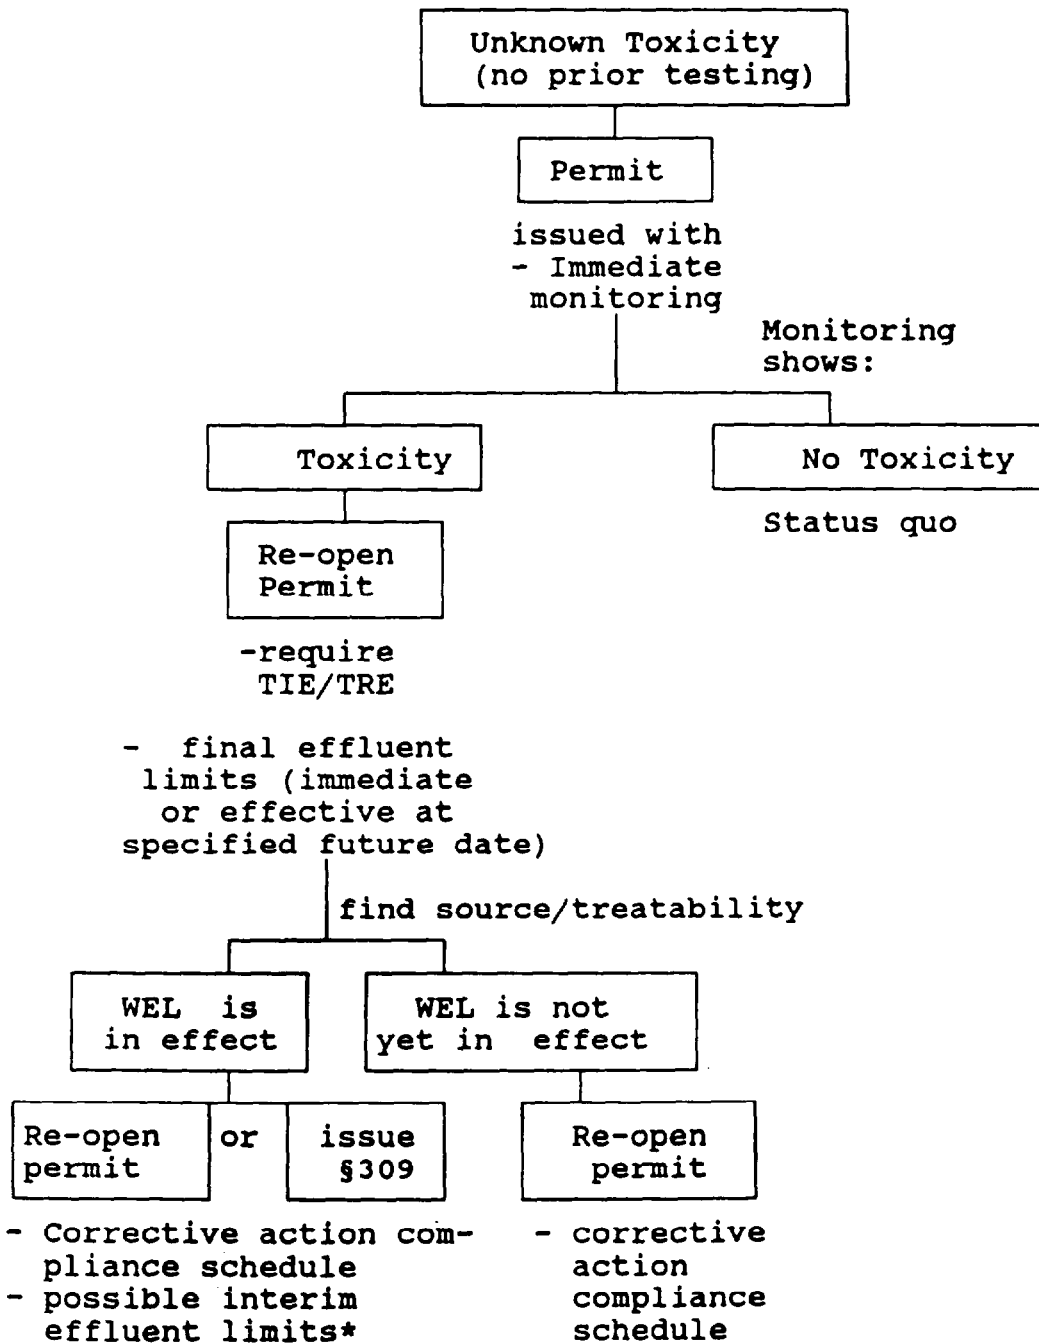 Unknown Toxicity
(no prior testing)
Permit
issued with
- Immediate
monitoring
Monitoring
shows:
Toxicity
No Toxicity
Status quo
Re-open
Permit
-require
TIE/TRE
- final effluent
limits (immediate
or effective at
specified future date)
find source/treatability
WEL is
in effect
WEL is not
yet in effect
Re-open
permit
or
issue
§309
Re-open
permit
- Corrective action com-
pliance schedule
- possible interim
effluent limits*
- corrective
action
compliance
schedule